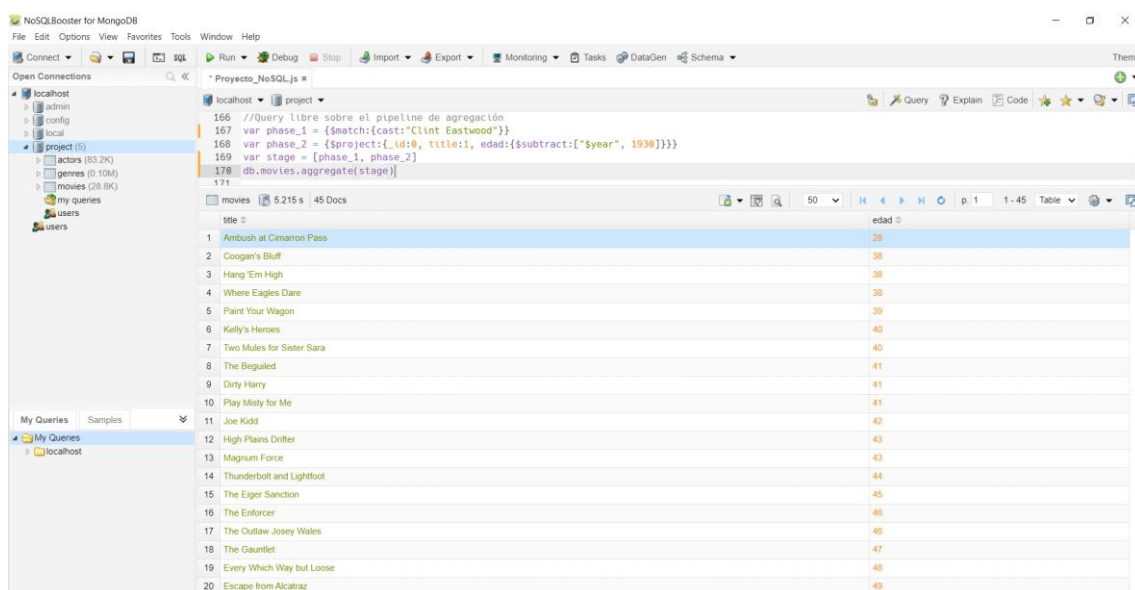 NoSQLBooster for MongoDB
File Edit Options View Favorites Tools Window Help
Connect SQL Run Debug Stop Import Export Monitoring Tasks DataGen Schema Them
Open Connections
localhost
admin
config
local
project (5)
actors (83.2K)
genres (0.10M)
movies (28.8K)
my queries
users
users
My Queries Samples
My Queries
localhost
* Proyecto_NoSQL.js
localhost project Query Explain Code
166 //Query libre sobre el pipeline de agregación
167 var phase_1 = {$match:{cast:"Clint Eastwood"}}
168 var phase_2 = {$project:{_id:0, title:1, edad:{$subtract:["$year", 1930]}}}
169 var stage = [phase_1, phase_2]
170 db.movies.aggregate(stage)
171
movies 5.215 s 45 Docs 50 p. 1 1 - 45 Table
title edad
1 Ambush at Cimarron Pass 28
2 Coogan's Bluff 38
3 Hang 'Em High 38
4 Where Eagles Dare 38
5 Paint Your Wagon 39
6 Kelly's Heroes 40
7 Two Mules for Sister Sara 40
8 The Beguiled 41
9 Dirty Harry 41
10 Play Misty for Me 41
11 Joe Kidd 42
12 High Plains Drifter 43
13 Magnum Force 43
14 Thunderbolt and Lightfoot 44
15 The Eiger Sanction 45
16 The Enforcer 46
17 The Outlaw Josey Wales 46
18 The Gauntlet 47
19 Every Which Way but Loose 48
20 Escape from Alcatraz 49